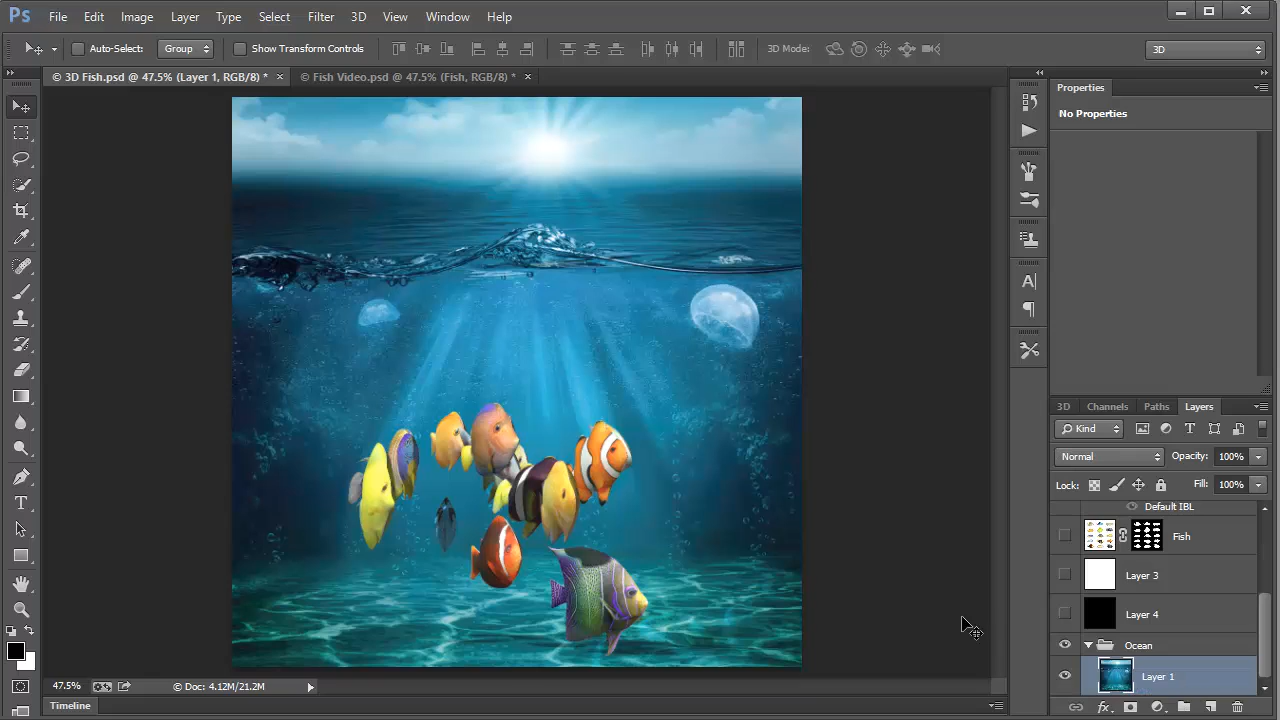 Ps File Edit Image Layer Type Select Filter 3D View Window Help
Auto-Select: Group Show Transform Controls 3D Mode: 3D
© 3D Fish.psd @ 47.5% (Layer 1, RGB/8) * × © Fish Video.psd @ 47.5% (Fish, RGB/8) * ×
Properties
No Properties
3D Channels Paths Layers
Kind
Normal Opacity: 100%
Lock: Fill: 100%
Default IBL
Fish
Layer 3
Layer 4
Ocean
Layer 1
47.5% © Doc: 4.12M/21.2M
Timeline